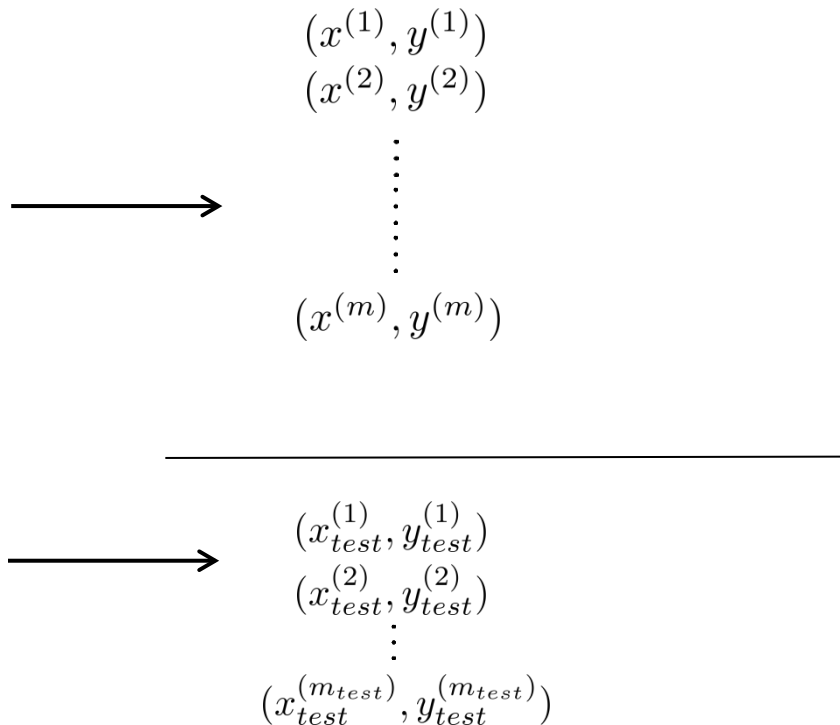 (x^{(1)}, y^{(1)})
(x^{(2)}, y^{(2)})
⋮
(x^{(m)}, y^{(m)})
(x_{test}^{(1)}, y_{test}^{(1)})
(x_{test}^{(2)}, y_{test}^{(2)})
⋮
(x_{test}^{(m_{test})}, y_{test}^{(m_{test})})